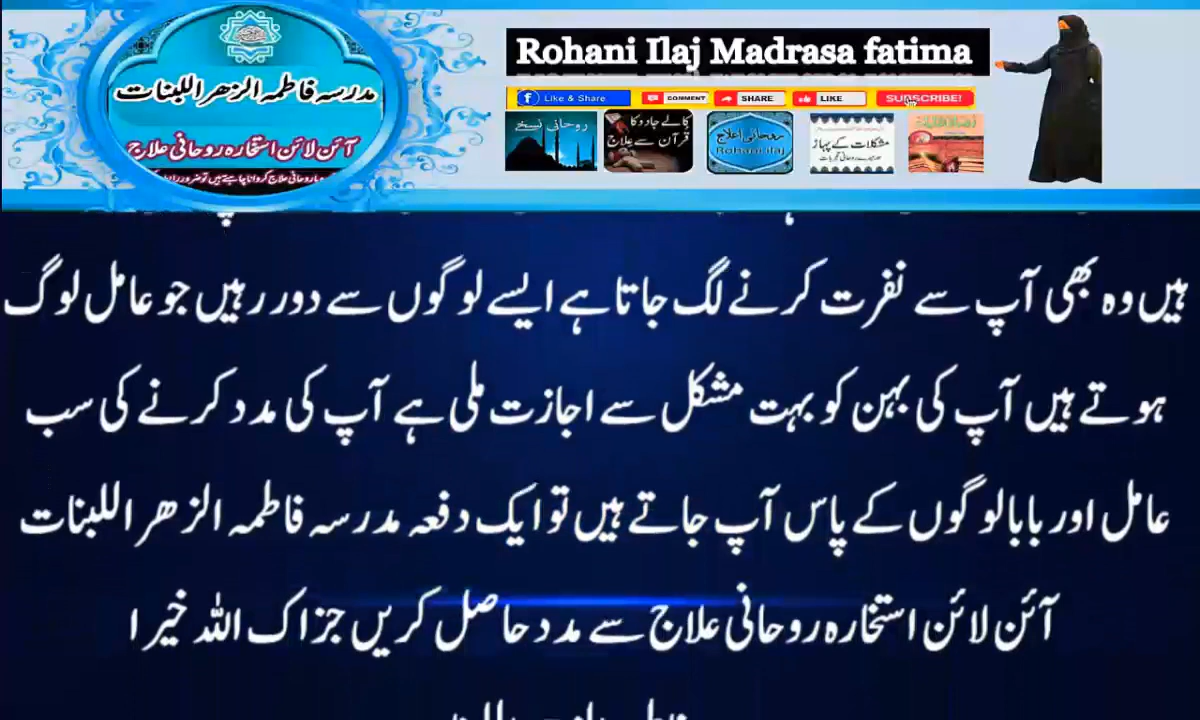 مدرسہ فاطمہ الزھر اللبنات
آئن لائن استخارہ روحانی علاج
Rohani Ilaj Madrasa fatima
Like & Share
COMMENT
SHARE
LIKE
SUBSCRIBE!
روحانی نسخے
کالے جادو کا
قرآن سے علاج
روحانی علاج
Rohani ilaj
مشکلات کے پہاڑ
ہیں وہ بھی آپ سے نفرت کرنے لگ جاتا ہے ایسے لوگوں سے دور رہیں جو عامل لوگ
ہوتے ہیں آپ کی بہن کو بہت مشکل سے اجازت ملی ہے آپ کی مدد کرنے کی سب
عامل اور بابا لوگوں کے پاس آپ جاتے ہیں تو ایک دفعہ مدرسہ فاطمہ الزھر اللبنات
آئن لائن استخارہ روحانی علاج سے مدد حاصل کریں جزاک اللہ خیرا